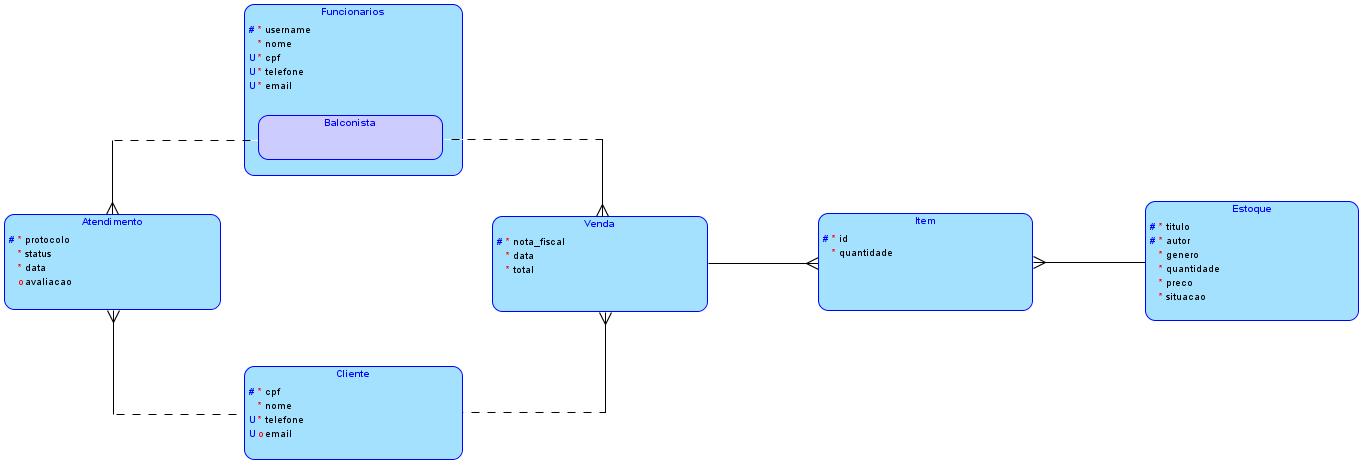 Funcionarios
# * username
* nome
U * cpf
U * telefone
U * email
Balconista
Atendimento
# * protocolo
* status
* data
o avaliacao
Venda
# * nota_fiscal
* data
* total
Item
# * id
* quantidade
Estoque
# * titulo
# * autor
* genero
* quantidade
* preco
* situacao
Cliente
# * cpf
* nome
U * telefone
U o email